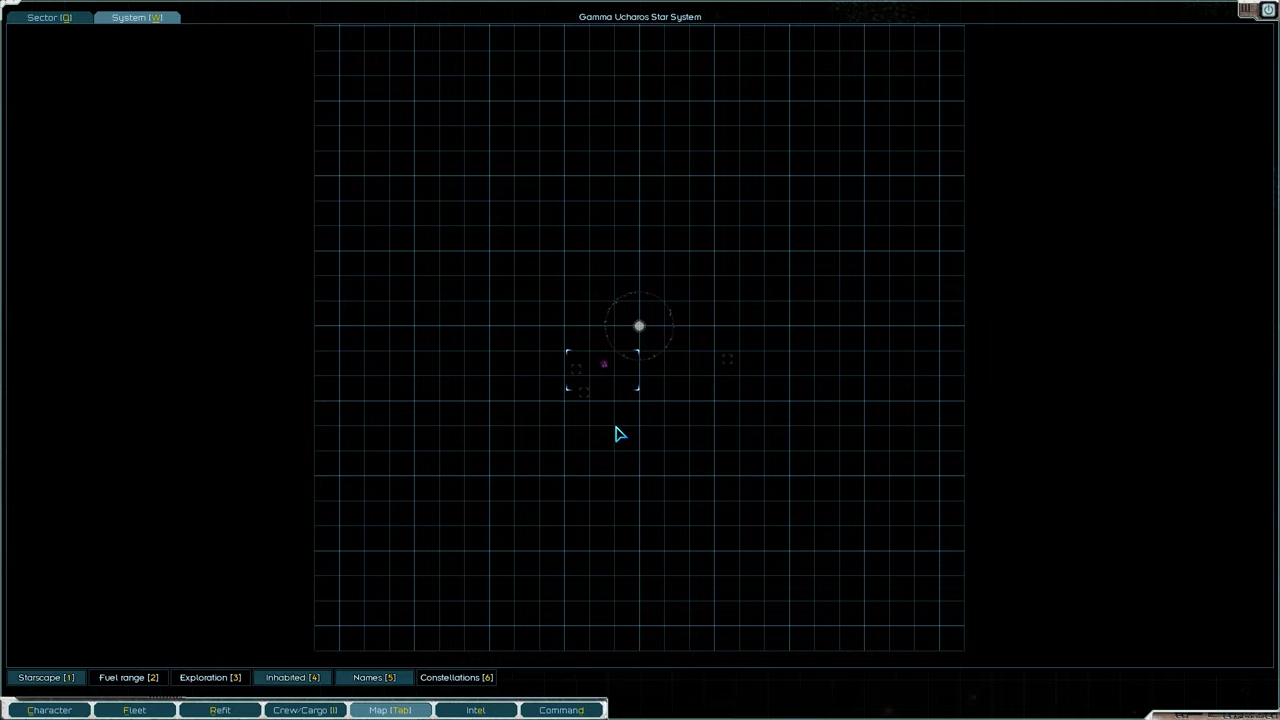 Sector [Q] System [W] Gamma Ucharos Star System
Starscape [1] Fuel range [2] Exploration [3] Inhabited [4] Names [5] Constellations [6]
Character Fleet Refit Crew/Cargo [I] Map [Tab] Intel Command